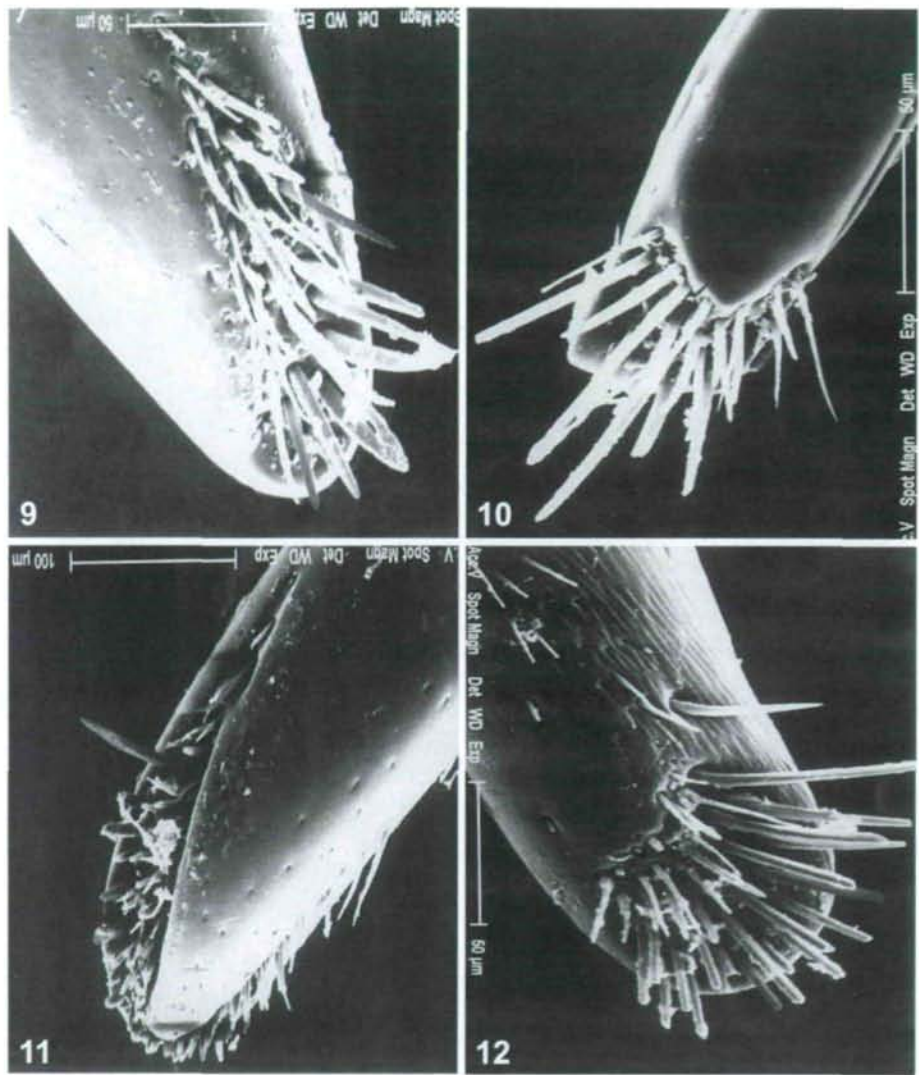 Spot Magn Det WD Exp 50 µm
9
50 µm
.V Spot Magn Det WD Exp
10
.V Spot Magn Det WD Exp 100 µm
11
Spot Magn Det WD Exp
50 µm
12